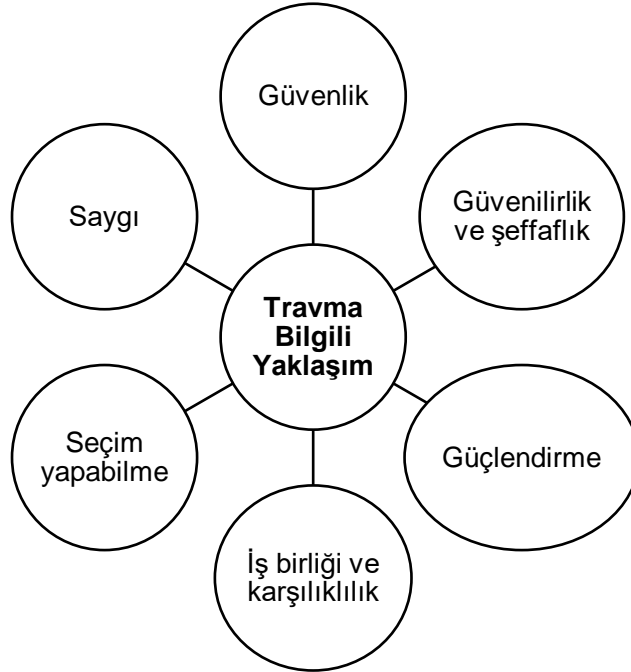 Güvenlik
Saygı
Güvenilirlik
ve şeffaflık
Travma
Bilgili
Yaklaşım
Seçim
yapabilme
Güçlendirme
İş birliği ve
karşılıklılık